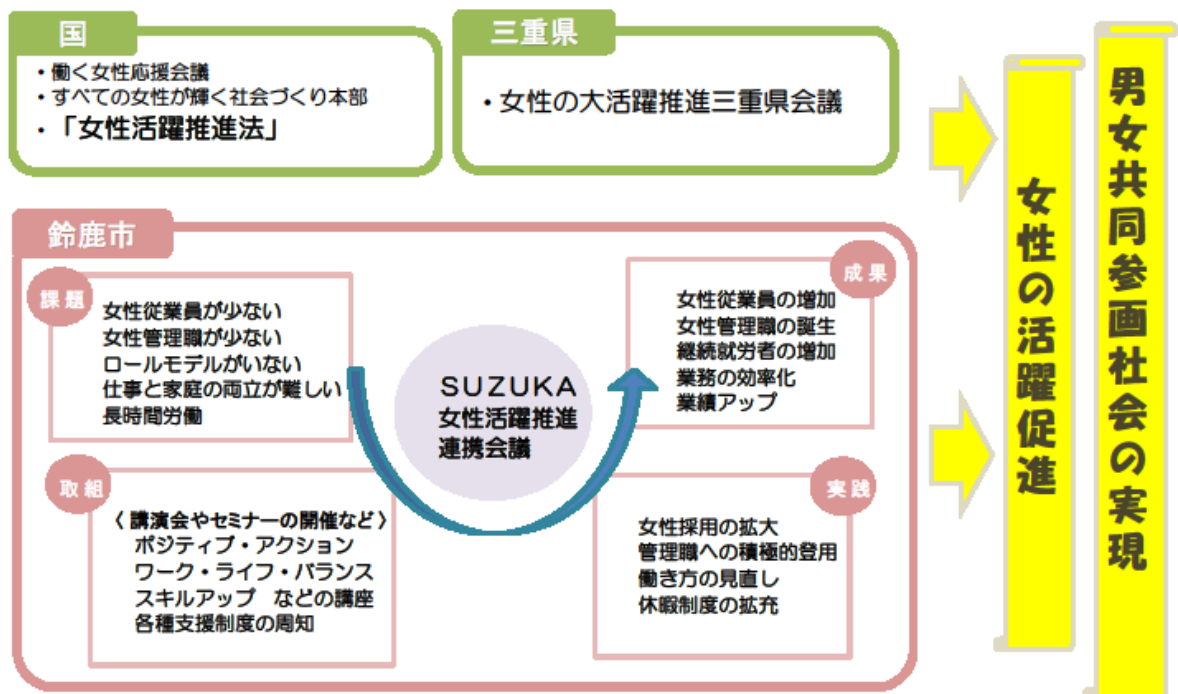 国
・働く女性応援会議
・すべての女性が輝く社会づくり本部
・「女性活躍推進法」
三重県
・女性の大活躍推進三重県会議
鈴鹿市
課題
女性従業員が少ない
女性管理職が少ない
ロールモデルがいない
仕事と家庭の両立が難しい
長時間労働
取組
〈講演会やセミナーの開催など〉
ポジティブ・アクション
ワーク・ライフ・バランス
スキルアップ などの講座
各種支援制度の周知
SUZUKA
女性活躍推進
連携会議
成果
女性従業員の増加
女性管理職の誕生
継続就労者の増加
業務の効率化
業績アップ
実践
女性採用の拡大
管理職への積極的登用
働き方の見直し
休暇制度の拡充
女性の活躍促進
男女共同参画社会の実現